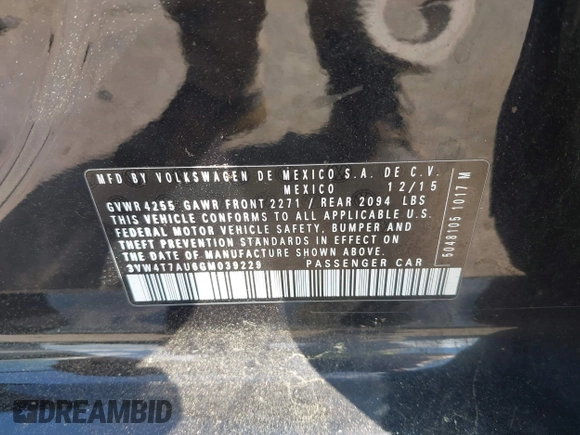 MFD BY VOLKSWAGEN DE MEXICO S.A. DE C.V.
MEXICO 12/15
GVWR 4255 GAWR FRONT 2271 / REAR 2094 LBS
THIS VEHICLE CONFORMS TO ALL APPLICABLE U.S.
FEDERAL MOTOR VEHICLE SAFETY, BUMPER AND
THEFT PREVENTION STANDARDS IN EFFECT ON THE
DATE OF MANUFACTURE SHOWN ABOVE.
3VW4T7AU6GM039229 PASSENGER CAR
5048105 1017 M
DREAMBID